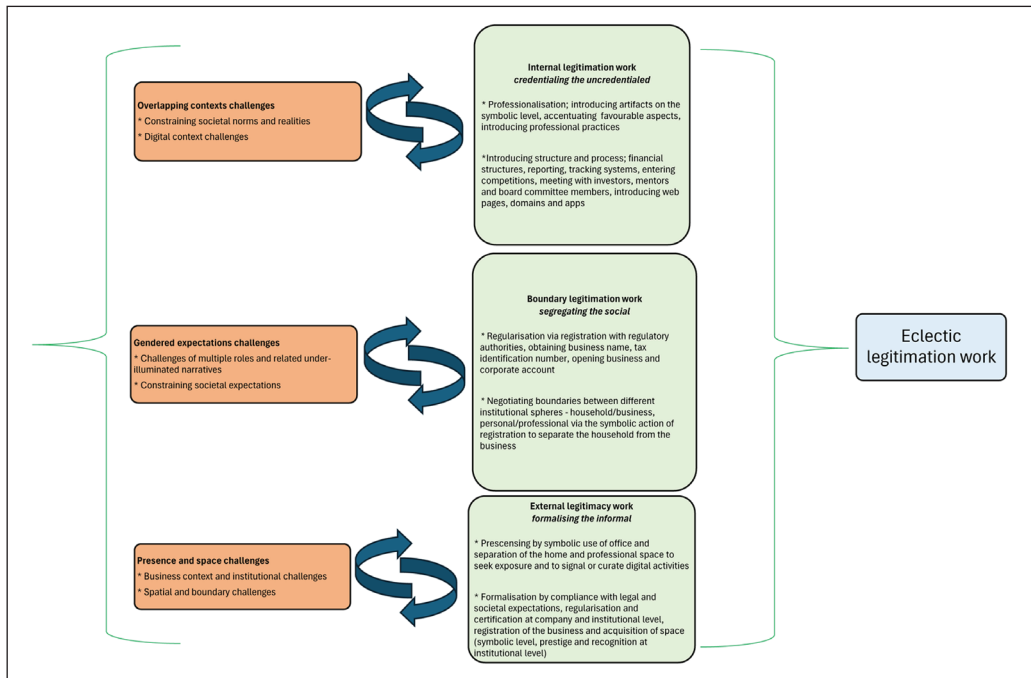 Overlapping contexts challenges
* Constraining societal norms and realities
* Digital context challenges
Internal legitimation work
credentialing the uncredentialed
* Professionalisation; introducing artifacts on the
symbolic level, accentuating favourable aspects,
introducing professional practices
*Introducing structure and process; financial
structures, reporting, tracking systems, entering
competitions, meeting with investors, mentors
and board committee members, introducing web
pages, domains and apps
Gendered expectations challenges
* Challenges of multiple roles and related under-
illuminated narratives
* Constraining societal expectations
Boundary legitimation work
segregating the social
* Regularisation via registration with regulatory
authorities, obtaining business name, tax
identification number, opening business and
corporate account
* Negotiating boundaries between different
institutional spheres - household/business,
personal/professional via the symbolic action of
registration to separate the household from the
business
Presence and space challenges
* Business context and institutional challenges
* Spatial and boundary challenges
External legitimacy work
formalising the informal
* Prescensing by symbolic use of office and
separation of the home and professional space to
seek exposure and to signal or curate digital activities
* Formalisation by compliance with legal and
societal expectations, regularisation and
certification at company and institutional level,
registration of the business and acquisition of space
(symbolic level, prestige and recognition at
institutional level)
Eclectic
legitimation work